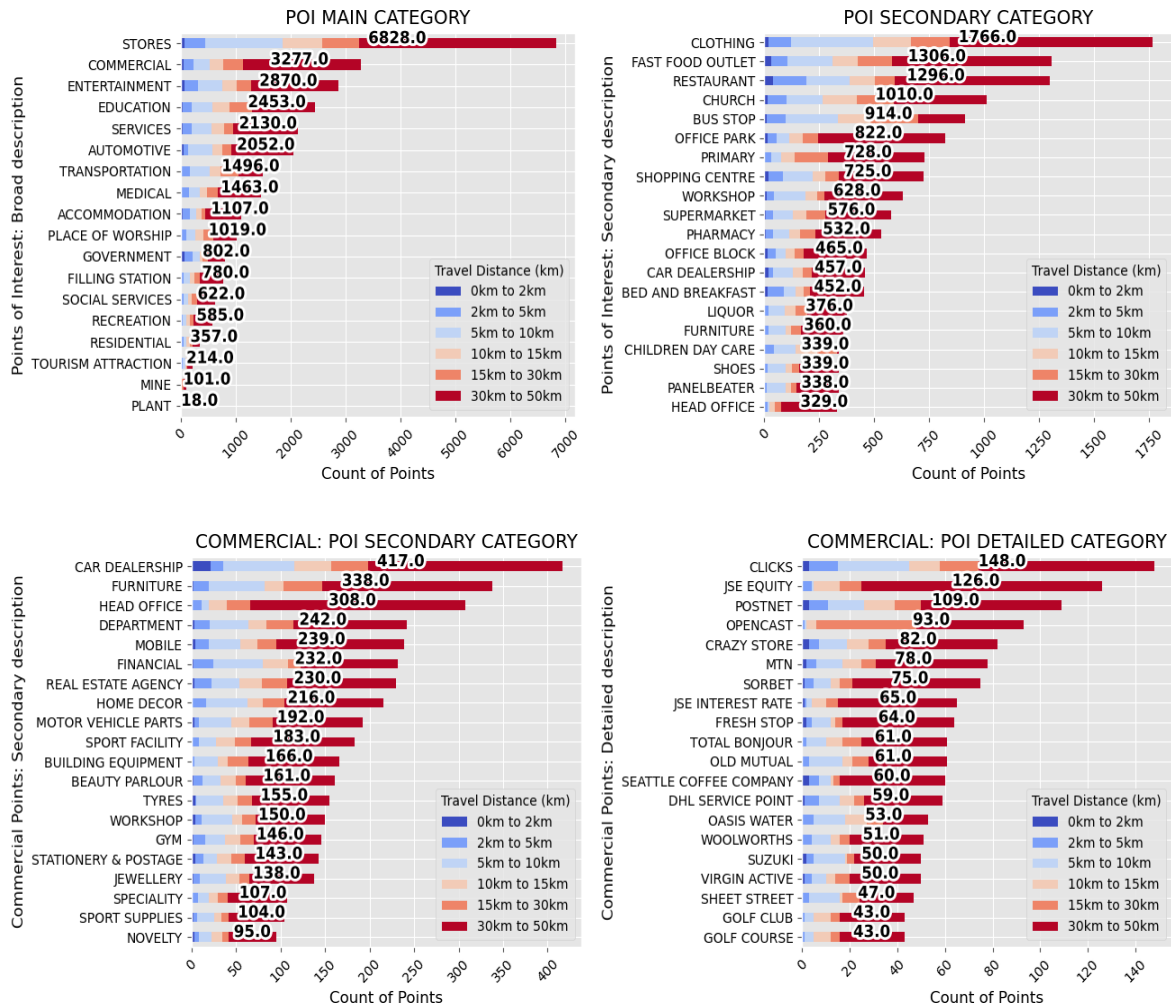 POI MAIN CATEGORY
Points of Interest: Broad description
STORES 6828.0
COMMERCIAL 3277.0
ENTERTAINMENT 2870.0
EDUCATION 2453.0
SERVICES 2130.0
AUTOMOTIVE 2052.0
TRANSPORTATION 1496.0
MEDICAL 1463.0
ACCOMMODATION 1107.0
PLACE OF WORSHIP 1019.0
GOVERNMENT 802.0
FILLING STATION 780.0
SOCIAL SERVICES 622.0
RECREATION 585.0
RESIDENTIAL 357.0
TOURISM ATTRACTION 214.0
MINE 101.0
PLANT 18.0
Travel Distance (km)
0km to 2km
2km to 5km
5km to 10km
10km to 15km
15km to 30km
30km to 50km
0 1000 2000 3000 4000 5000 6000 7000
Count of Points
POI SECONDARY CATEGORY
Points of Interest: Secondary description
CLOTHING 1766.0
FAST FOOD OUTLET 1306.0
RESTAURANT 1296.0
CHURCH 1010.0
BUS STOP 914.0
OFFICE PARK 822.0
PRIMARY 728.0
SHOPPING CENTRE 725.0
WORKSHOP 628.0
SUPERMARKET 576.0
PHARMACY 532.0
OFFICE BLOCK 465.0
CAR DEALERSHIP 457.0
BED AND BREAKFAST 452.0
LIQUOR 376.0
FURNITURE 360.0
CHILDREN DAY CARE 339.0
SHOES 339.0
PANELBEATER 338.0
HEAD OFFICE 329.0
Travel Distance (km)
0km to 2km
2km to 5km
5km to 10km
10km to 15km
15km to 30km
30km to 50km
0 250 500 750 1000 1250 1500 1750
Count of Points
COMMERCIAL: POI SECONDARY CATEGORY
Commercial Points: Secondary description
CAR DEALERSHIP 417.0
FURNITURE 338.0
HEAD OFFICE 308.0
DEPARTMENT 242.0
MOBILE 239.0
FINANCIAL 232.0
REAL ESTATE AGENCY 230.0
HOME DECOR 216.0
MOTOR VEHICLE PARTS 192.0
SPORT FACILITY 183.0
BUILDING EQUIPMENT 166.0
BEAUTY PARLOUR 161.0
TYRES 155.0
WORKSHOP 150.0
GYM 146.0
STATIONERY & POSTAGE 143.0
JEWELLERY 138.0
SPECIALITY 107.0
SPORT SUPPLIES 104.0
NOVELTY 95.0
Travel Distance (km)
0km to 2km
2km to 5km
5km to 10km
10km to 15km
15km to 30km
30km to 50km
0 50 100 150 200 250 300 350 400
Count of Points
COMMERCIAL: POI DETAILED CATEGORY
Commercial Points: Detailed description
CLICKS 148.0
JSE EQUITY 126.0
POSTNET 109.0
OPENCAST 93.0
CRAZY STORE 82.0
MTN 78.0
SORBET 75.0
JSE INTEREST RATE 65.0
FRESH STOP 64.0
TOTAL BONJOUR 61.0
OLD MUTUAL 61.0
SEATTLE COFFEE COMPANY 60.0
DHL SERVICE POINT 59.0
OASIS WATER 53.0
WOOLWORTHS 51.0
SUZUKI 50.0
VIRGIN ACTIVE 50.0
SHEET STREET 47.0
GOLF CLUB 43.0
GOLF COURSE 43.0
Travel Distance (km)
0km to 2km
2km to 5km
5km to 10km
10km to 15km
15km to 30km
30km to 50km
0 20 40 60 80 100 120 140
Count of Points